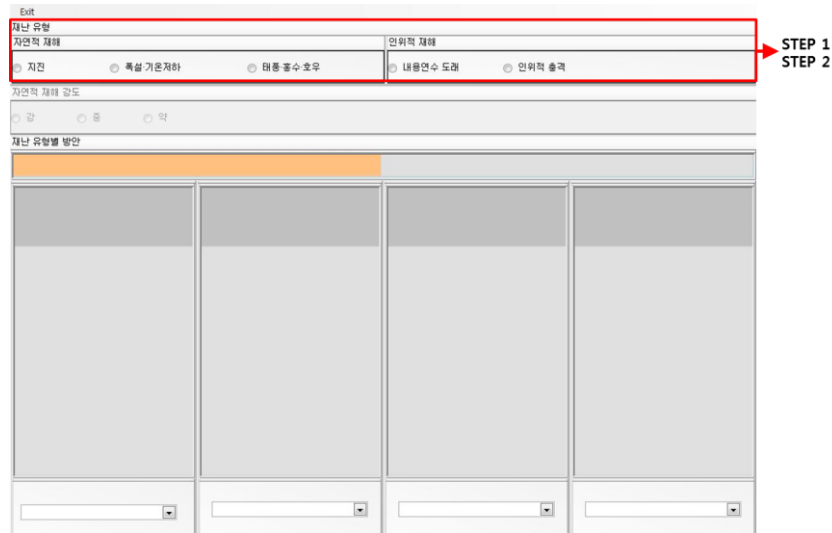 Exit
재난 유형
자연적 재해 인위적 재해
지진 폭설·기온저하 태풍·홍수·호우 내용연수 도래 인위적 충격
STEP 1
STEP 2
자연적 재해 강도
강 중 약
재난 유형별 방안